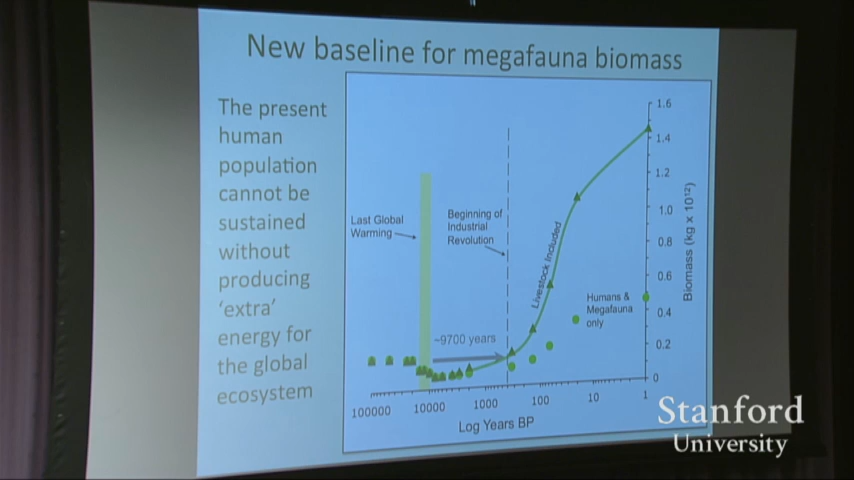 New baseline for megafauna biomass
The present
human
population
cannot be
sustained
without
producing
'extra'
energy for
the global
ecosystem
Last Global
Warming
Beginning of
Industrial
Revolution
Livestock Included
Humans &
Megafauna
only
~9700 years
1.6
1.4
1.2
1.0
0.8
0.6
0.4
0.2
0
Biomass (kg x 10¹²)
100000
10000
1000
100
10
1
Log Years BP
Stanford
University